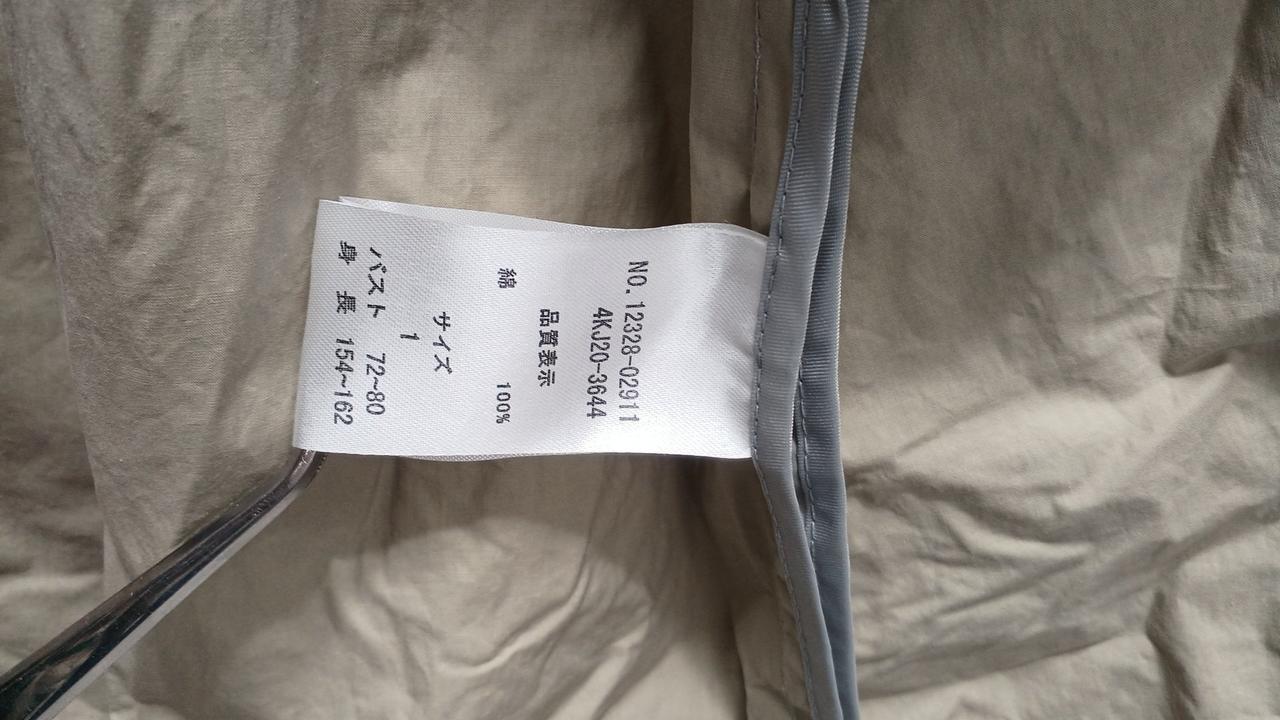 NO. 12328-02911
4KJ20-3644
品質表示
綿 100%
サイズ
1
バスト 72~80
身長 154~162